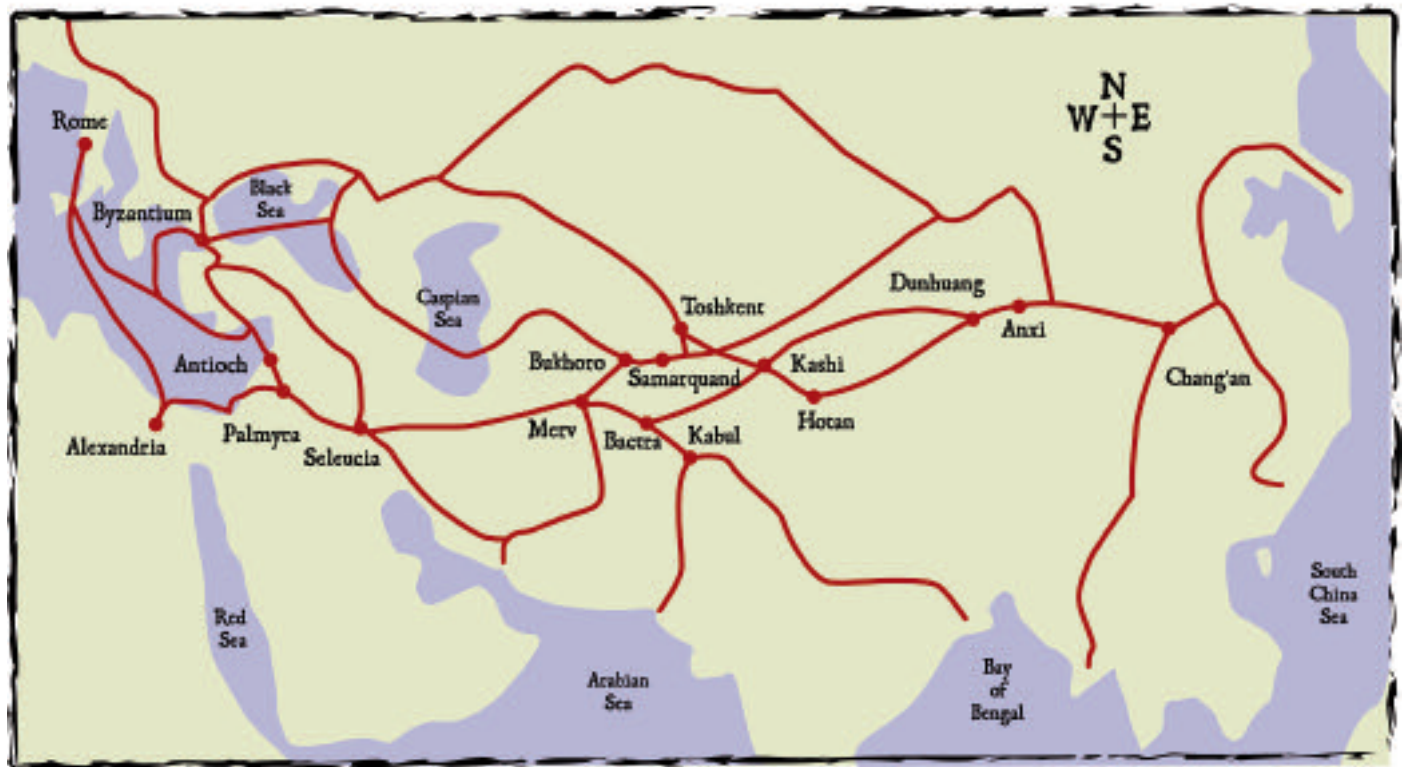 N
W+E
S
Rome
Black
Sea
Byzantium
Caspian
Sea
Toshkent
Dunhuang
Anxi
Antioch
Bukhoro
Samarquand
Kashi
Chang'an
Hotan
Alexandria
Palmyra
Seleucia
Merv
Bactra
Kabul
Red
Sea
Arabian
Sea
Bay
of
Bengal
South
China
Sea